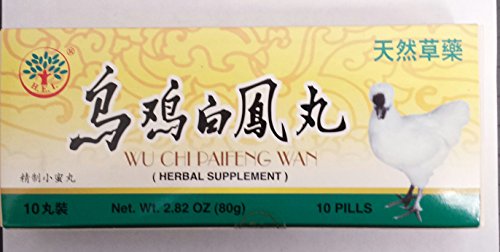 天然草藥
®
H.E.I.
乌鸡白鳳丸
WU CHI PAIFENG WAN
( HERBAL SUPPLEMENT )
精制小蜜丸
10丸裝 Net. Wt. 2.82 OZ (80g) 10 PILLS